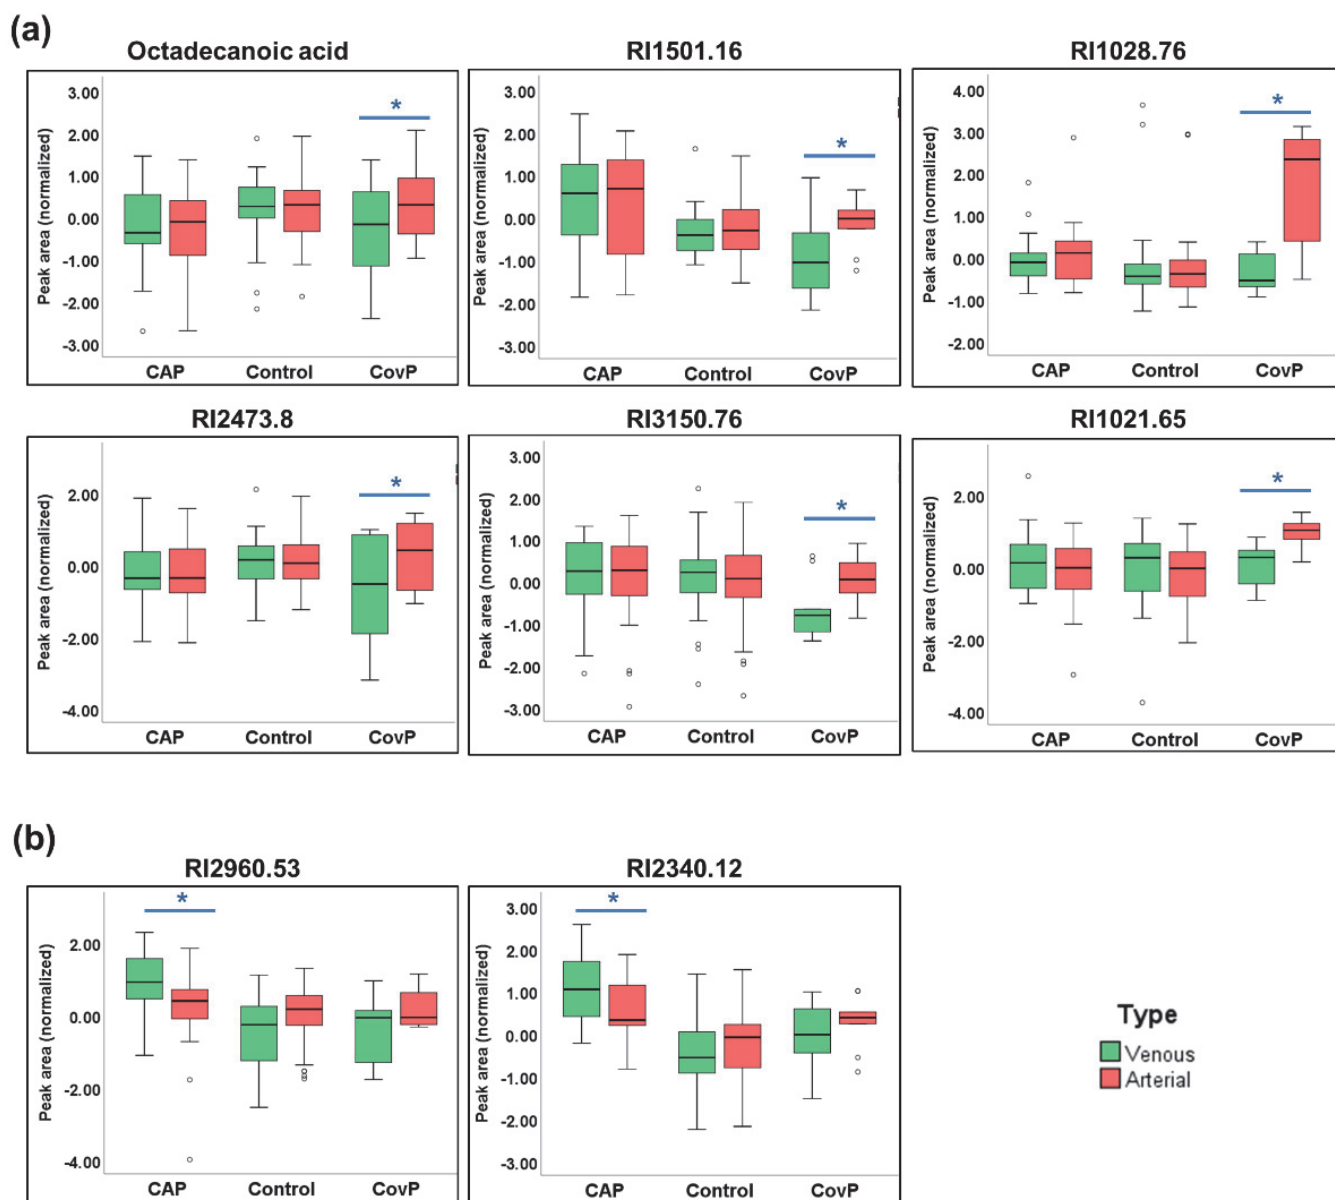 (a)
Octadecanoic acid
RI1501.16
RI1028.76
Peak area (normalized)
3.00
2.00
1.00
0.00
-1.00
-2.00
-3.00
*
CAP
Control
CovP
Peak area (normalized)
3.00
2.00
1.00
0.00
-1.00
-2.00
-3.00
*
CAP
Control
CovP
Peak area (normalized)
4.00
3.00
2.00
1.00
0.00
-1.00
-2.00
*
CAP
Control
CovP
RI2473.8
RI3150.76
RI1021.65
Peak area (normalized)
2.00
0.00
-2.00
-4.00
*
CAP
Control
CovP
Peak area (normalized)
3.00
2.00
1.00
0.00
-1.00
-2.00
-3.00
*
CAP
Control
CovP
Peak area (normalized)
2.00
0.00
-2.00
-4.00
*
CAP
Control
CovP
(b)
RI2960.53
RI2340.12
Peak area (normalized)
2.00
0.00
-2.00
-4.00
*
CAP
Control
CovP
Peak area (normalized)
3.00
2.00
1.00
0.00
-1.00
-2.00
-3.00
*
CAP
Control
CovP
Type
Venous
Arterial